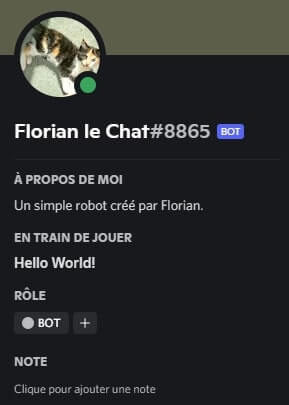 Florian le Chat#8865 BOT
À PROPOS DE MOI
Un simple robot créé par Florian.
EN TRAIN DE JOUER
Hello World!
RÔLE
BOT +
NOTE
Clique pour ajouter une note